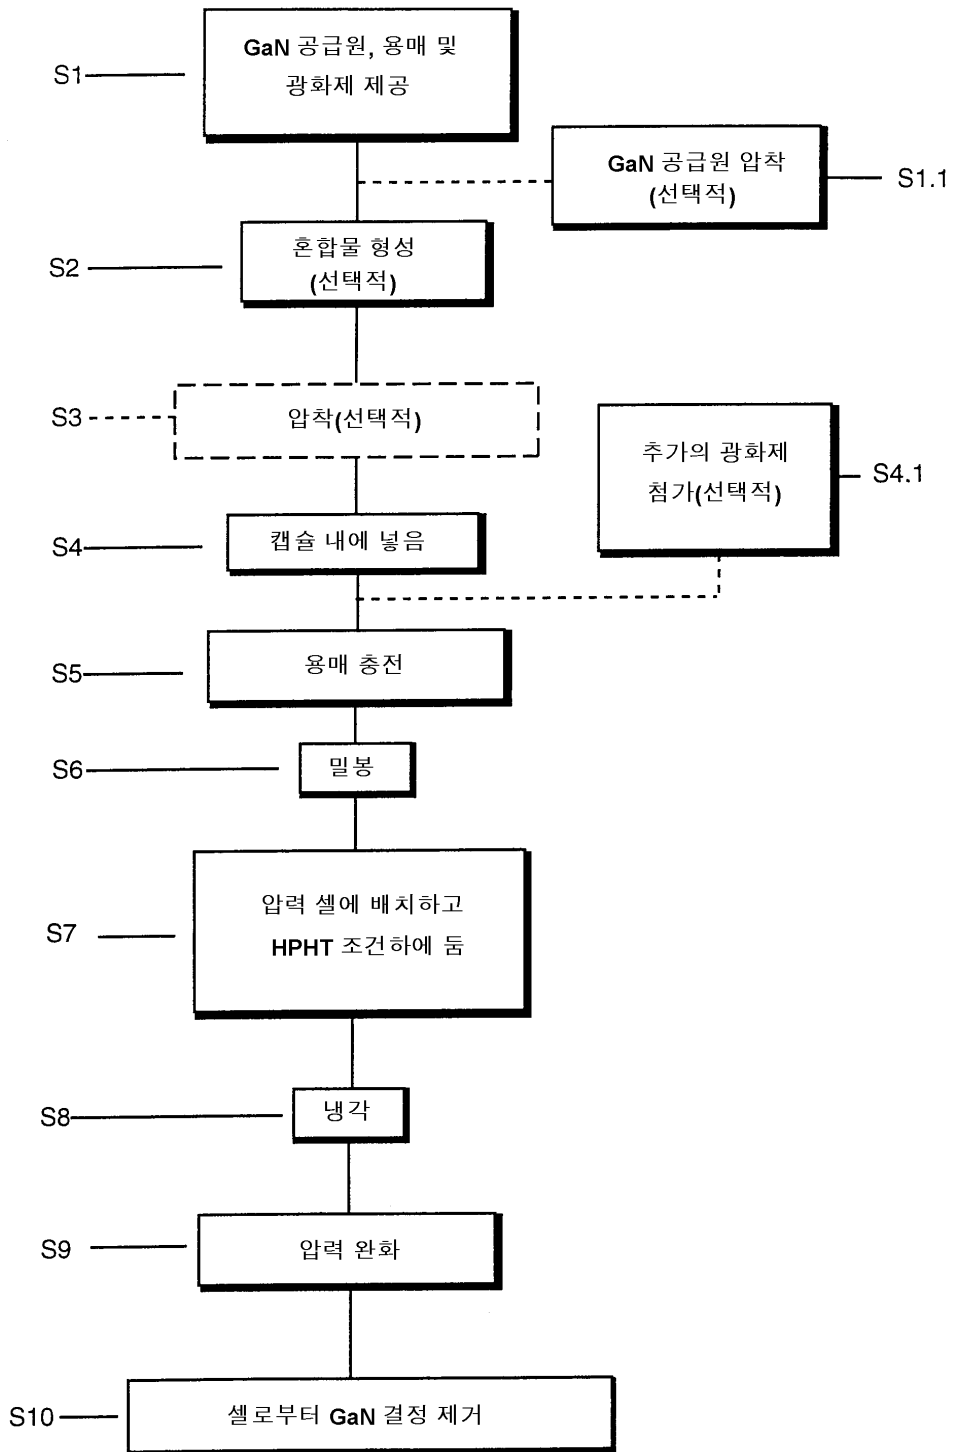 S1
GaN 공급원, 용매 및
광화제 제공
GaN 공급원 압착
(선택적)
S1.1
S2
혼합물 형성
(선택적)
S3
압착(선택적)
추가의 광화제
첨가(선택적)
S4.1
S4
캡슐 내에 넣음
S5
용매 충전
S6
밀봉
S7
압력 셀에 배치하고
HPHT 조건하에 둠
S8
냉각
S9
압력 완화
S10
셀로부터 GaN 결정 제거